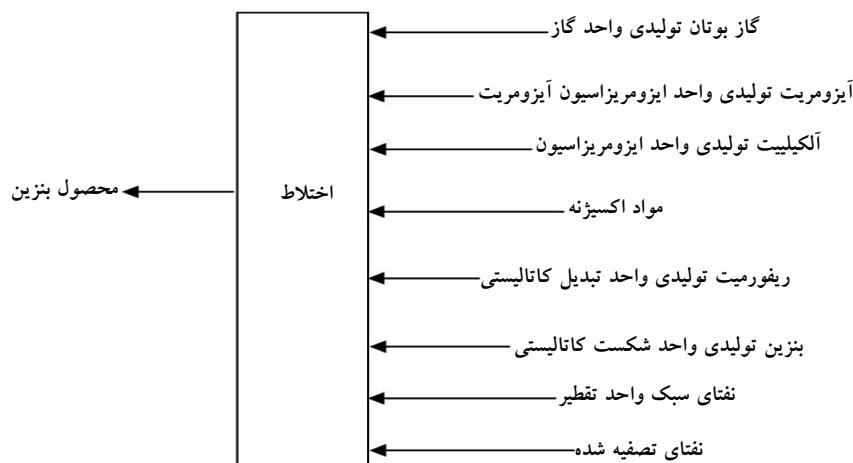 گاز بوتان تولیدی واحد گاز
آیزومریت تولیدی واحد ایزومریزاسیون آیزومریت
آلکیلییت تولیدی واحد ایزومریزاسیون
محصول بنزین
اختلاط
مواد اکسیژنه
ریفورمیت تولیدی واحد تبدیل کاتالیستی
بنزین تولیدی واحد شکست کاتالیستی
نفتای سبک واحد تقطیر
نفتای تصفیه شده